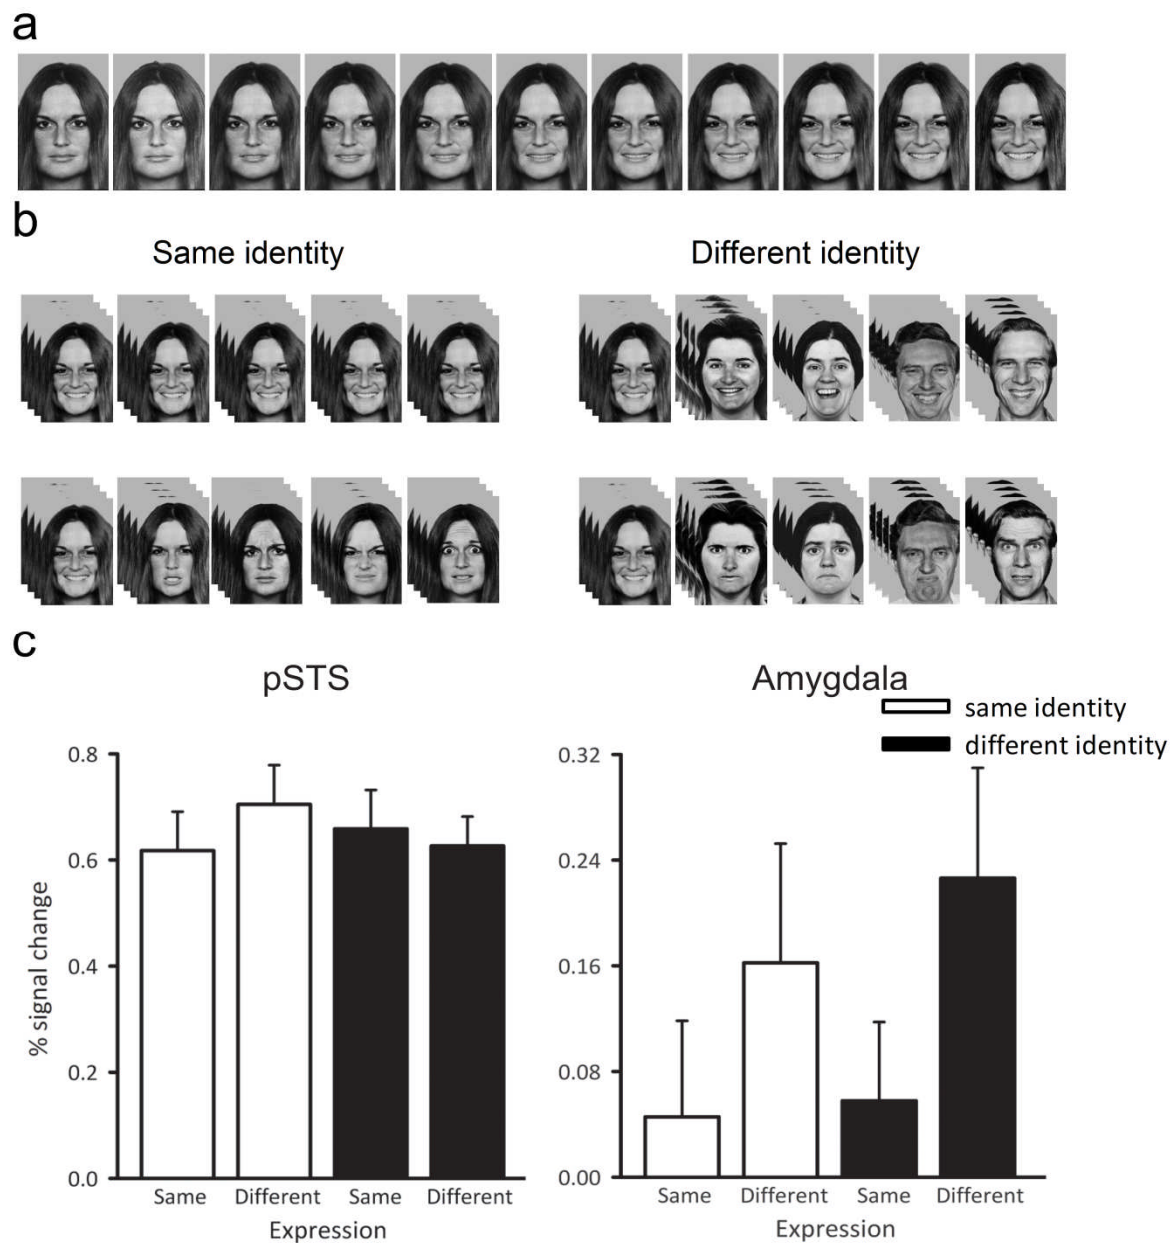 a
b
Same identity
Different identity
c
pSTS
Amygdala
same identity
different identity
% signal change
0.8
0.6
0.4
0.2
0.0
Same Different Same Different
Expression
0.32
0.24
0.16
0.08
0.00
Same Different Same Different
Expression